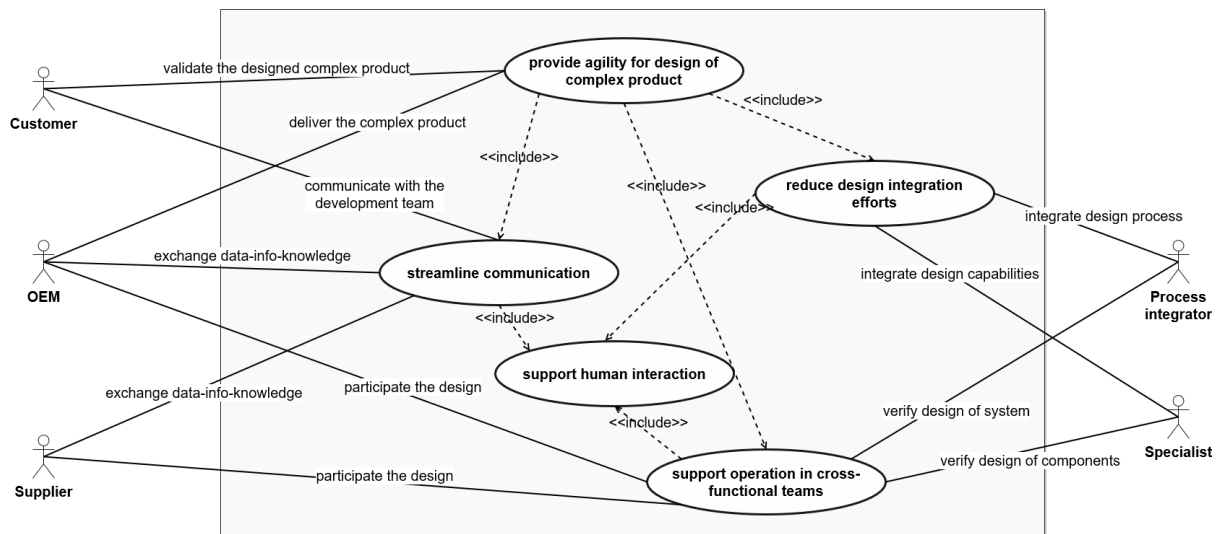 provide agility for design of
complex product
validate the designed complex product
<<include>>
Customer
deliver the complex product
<<include>>
<<include>>
reduce design integration
efforts
communicate with the
development team
<<include>>
integrate design process
exchange data-info-knowledge
streamline communication
integrate design capabilities
OEM
Process
integrator
<<include>>
support human interaction
participate the design
exchange data-info-knowledge
verify design of system
<<include>>
Specialist
verify design of components
support operation in cross-
functional teams
participate the design
Supplier